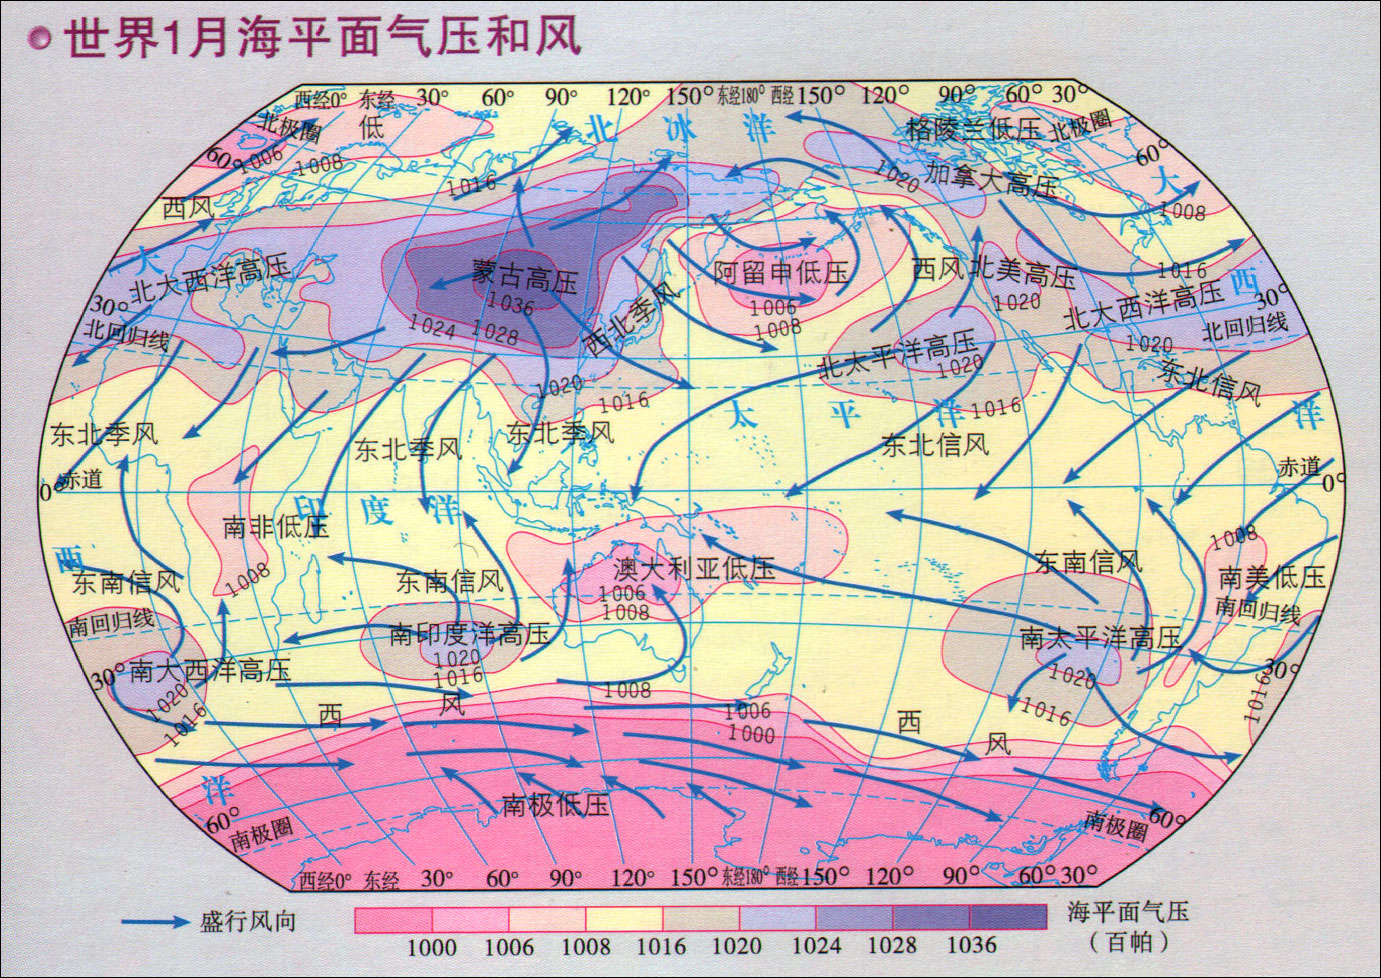 世界1月海平面气压和风
西经0° 东经 30° 60° 90° 120° 150° 东经180° 西经 150° 120° 90° 60° 30°
北极圈 低 北 冰 洋 格陵兰低压 北极圈
60° 1006 1008 60°
1016 1020 加拿大高压 大
西风 1008
大 北大西洋高压 蒙古高压 阿留申低压 西风 北美高压 1016 西
1036 1006 1020 北大西洋高压 30°
30° 1024 1028 西北季风 1008
北回归线 北太平洋高压 1020 北回归线
1020 1016 1020 东北信风
太 平 洋 1016 洋
东北季风 东北季风 东北季风 东北信风
0° 赤道 赤道 0°
印 度 洋
南非低压 1008
西 东南信风 1008 东南信风 澳大利亚低压 东南信风 南美低压
1006
1008
南回归线 南回归线
南印度洋高压 南太平洋高压
30° 南大西洋高压 1020 1020 30°
1020 1016 1008 1016 1016
1016 西 风 1006 西
1000 风
洋
60° 南极低压 60°
南极圈 南极圈
西经0° 东经 30° 60° 90° 120° 150° 东经180° 西经 150° 120° 90° 60° 30°
盛行风向 海平面气压
1000 1006 1008 1016 1020 1024 1028 1036 （百帕）